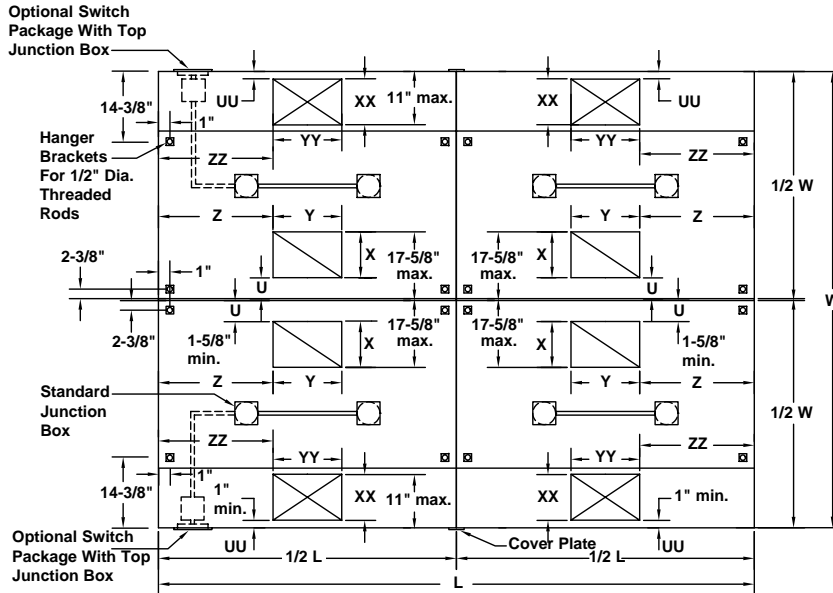 Optional Switch
Package With Top
Junction Box
14-3/8"
1"
UU
XX
11" max.
XX
UU
Hanger
Brackets
For 1/2" Dia.
Threaded
Rods
YY
YY
ZZ
ZZ
1/2 W
Z
Y
Y
Z
2-3/8"
1"
X
17-5/8"
max.
17-5/8"
max.
X
U
U
W
2-3/8"
U
1-5/8"
min.
X
17-5/8"
max.
17-5/8"
max.
X
U
1-5/8"
min.
Z
Y
Y
Z
Standard
Junction
Box
1/2 W
ZZ
YY
YY
ZZ
14-3/8"
1"
1"
min.
XX
11" max.
XX
1" min.
Optional Switch
Package With Top
Junction Box
UU
Cover Plate
UU
1/2 L
1/2 L
L